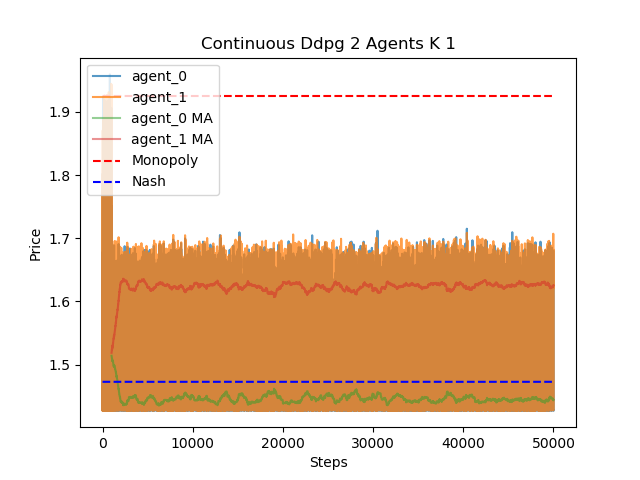 Continuous Ddpg 2 Agents K 1
agent_0
agent_1
agent_0 MA
agent_1 MA
Monopoly
Nash
1.9
1.8
1.7
1.6
1.5
Price
0
10000
20000
30000
40000
50000
Steps